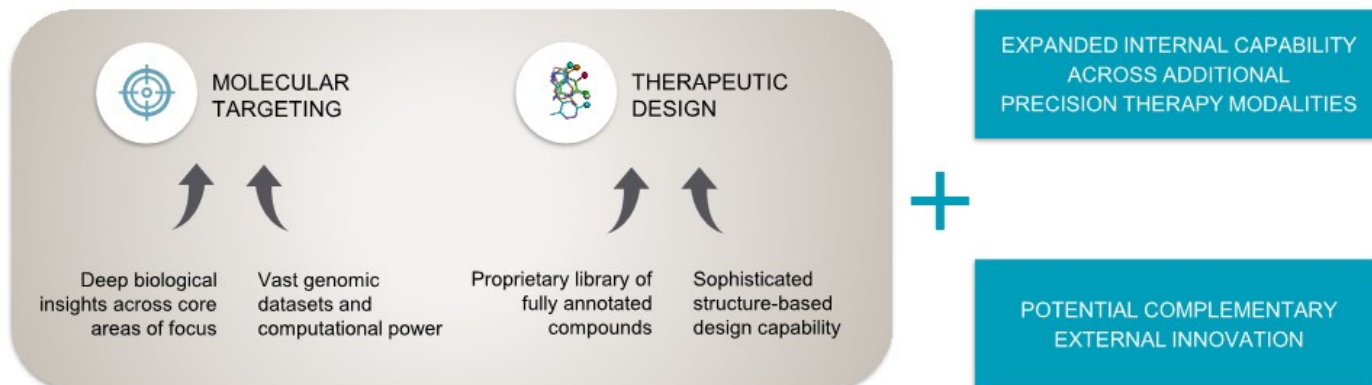 MOLECULAR
TARGETING
THERAPEUTIC
DESIGN
Deep biological
insights across core
areas of focus
Vast genomic
datasets and
computational power
Proprietary library of
fully annotated
compounds
Sophisticated
structure-based
design capability
+
EXPANDED INTERNAL CAPABILITY
ACROSS ADDITIONAL
PRECISION THERAPY MODALITIES
POTENTIAL COMPLEMENTARY
EXTERNAL INNOVATION